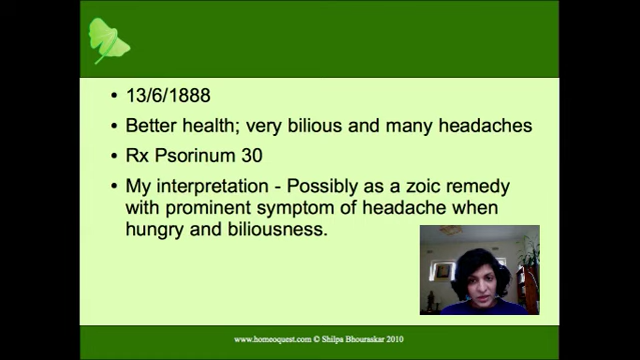 13/6/1888
Better health; very bilious and many headaches
Rx Psorinum 30
My interpretation - Possibly as a zoic remedy
with prominent symptom of headache when
hungry and biliousness.
www.homeoquest.com © Shilpa Bhouraskar 2010